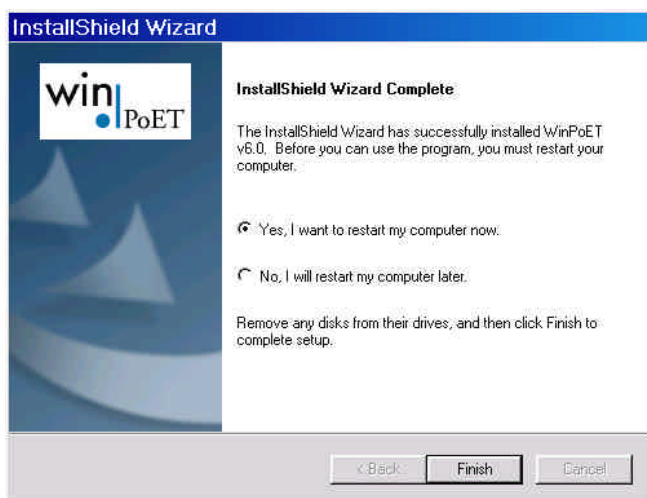 InstallShield Wizard
win
PoET
InstallShield Wizard Complete
The InstallShield Wizard has successfully installed WinPoET
v6.0. Before you can use the program, you must restart your
computer.
Yes, I want to restart my computer now.
No, I will restart my computer later.
Remove any disks from their drives, and then click Finish to
complete setup.
< Back
Finish
Cancel